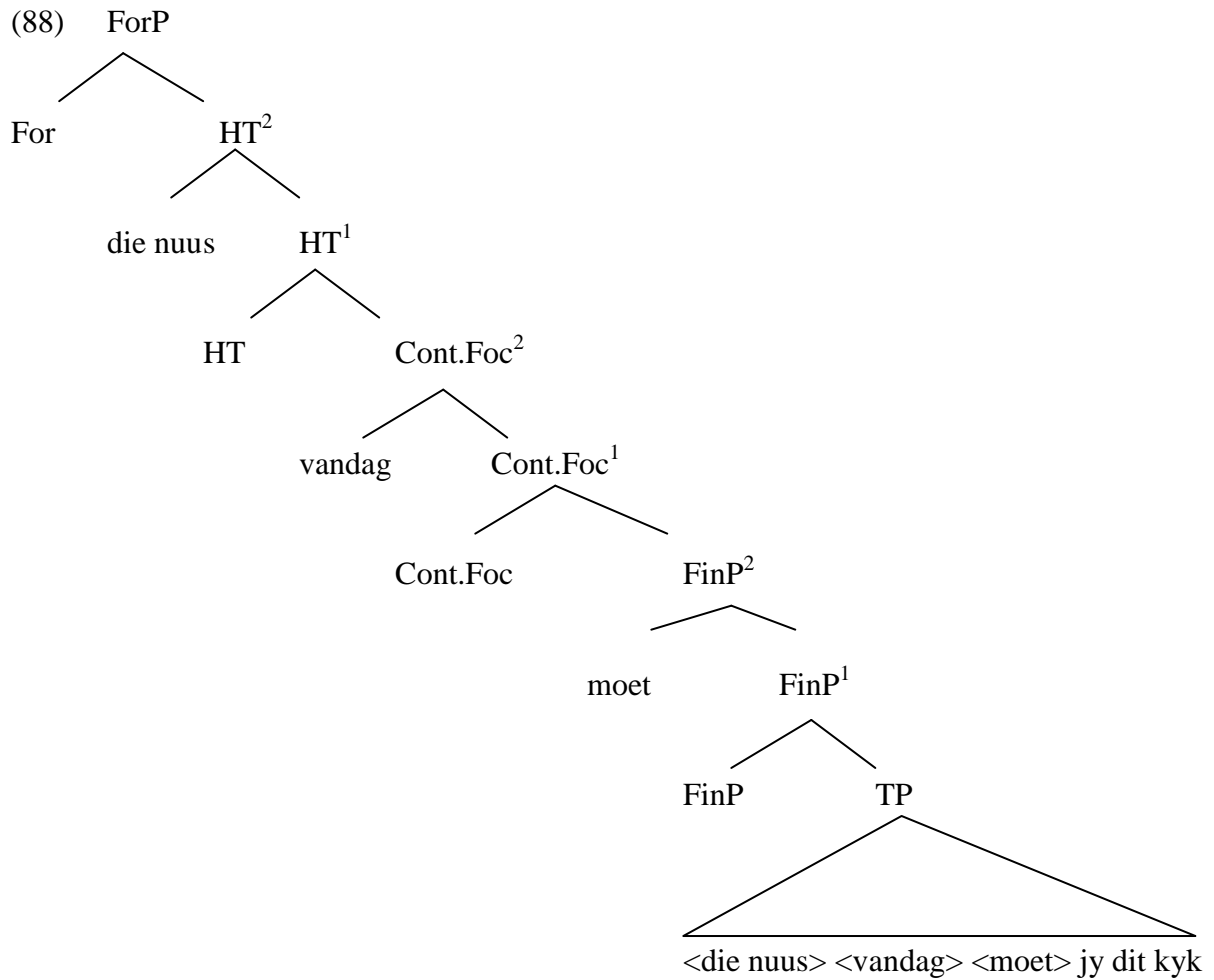 (88) ForP
For HT²
die nuus HT¹
HT Cont.Foc²
vandag Cont.Foc¹
Cont.Foc FinP²
moet FinP¹
FinP TP
<die nuus> <vandag> <moet> jy dit kyk